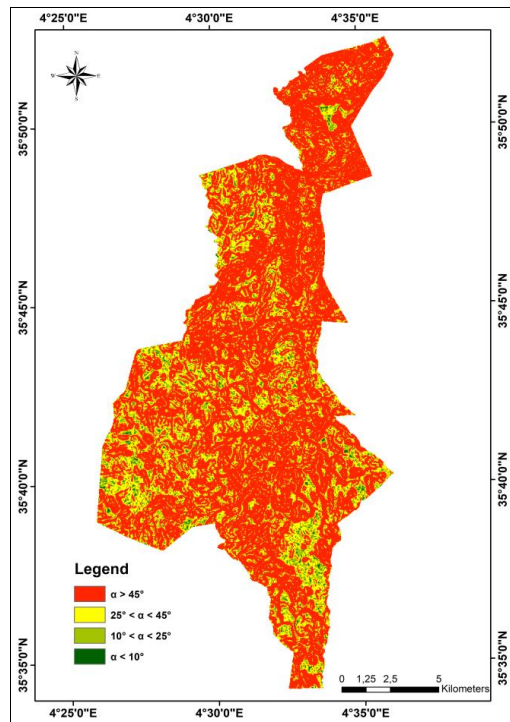 4°25'0"E 4°30'0"E 4°35'0"E
N
W E
S
35°50'0"N 35°50'0"N
35°45'0"N 35°45'0"N
35°40'0"N 35°40'0"N
35°35'0"N 35°35'0"N
Legend
α > 45°
25° < α < 45°
10° < α < 25°
α < 10°
0 1,25 2,5 5
Kilometers
4°25'0"E 4°30'0"E 4°35'0"E